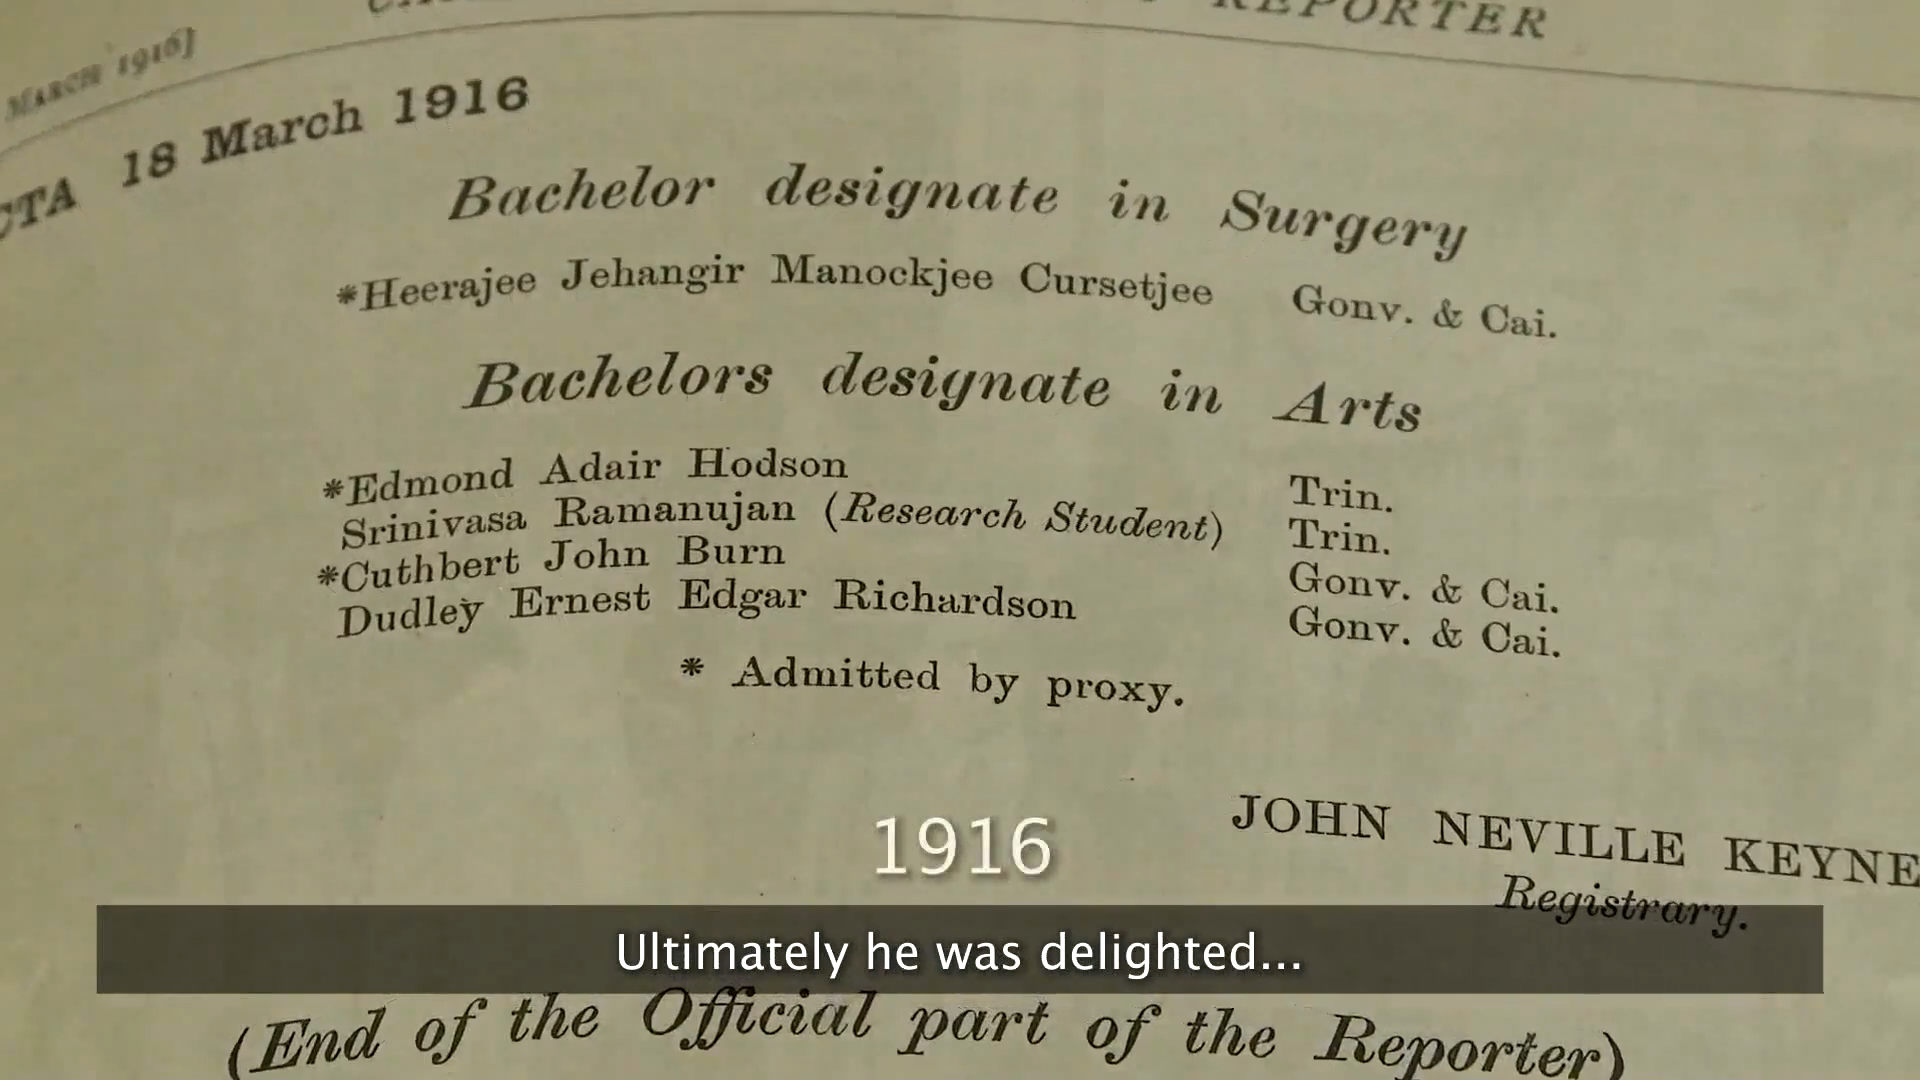 REPORTER
MARCH 1916]
CTA 18 March 1916
Bachelor designate in Surgery
*Heerajee Jehangir Manockjee Cursetjee Gonv. & Cai.
Bachelors designate in Arts
*Edmond Adair Hodson Trin.
Srinivasa Ramanujan (Research Student) Trin.
*Cuthbert John Burn Gonv. & Cai.
Dudley Ernest Edgar Richardson Gonv. & Cai.
* Admitted by proxy.
JOHN NEVILLE KEYNE
Registrary.
1916
Ultimately he was delighted...
(End of the Official part of the Reporter)